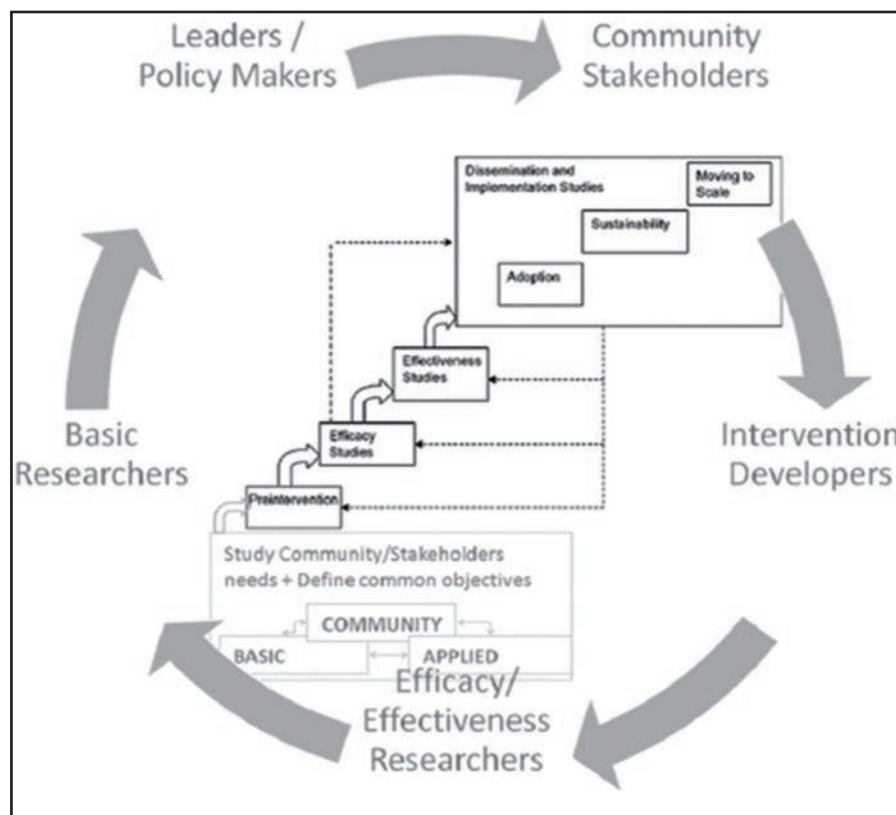 Leaders /
Policy Makers
Community
Stakeholders
Dissemination and
Implementation Studies
Moving to
Scale
Sustainability
Adoption
Effectiveness
Studies
Basic
Researchers
Efficacy
Studies
Intervention
Developers
Preintervention
Study Community/Stakeholders
needs + Define common objectives
COMMUNITY
BASIC
APPLIED
Efficacy/
Effectiveness
Researchers